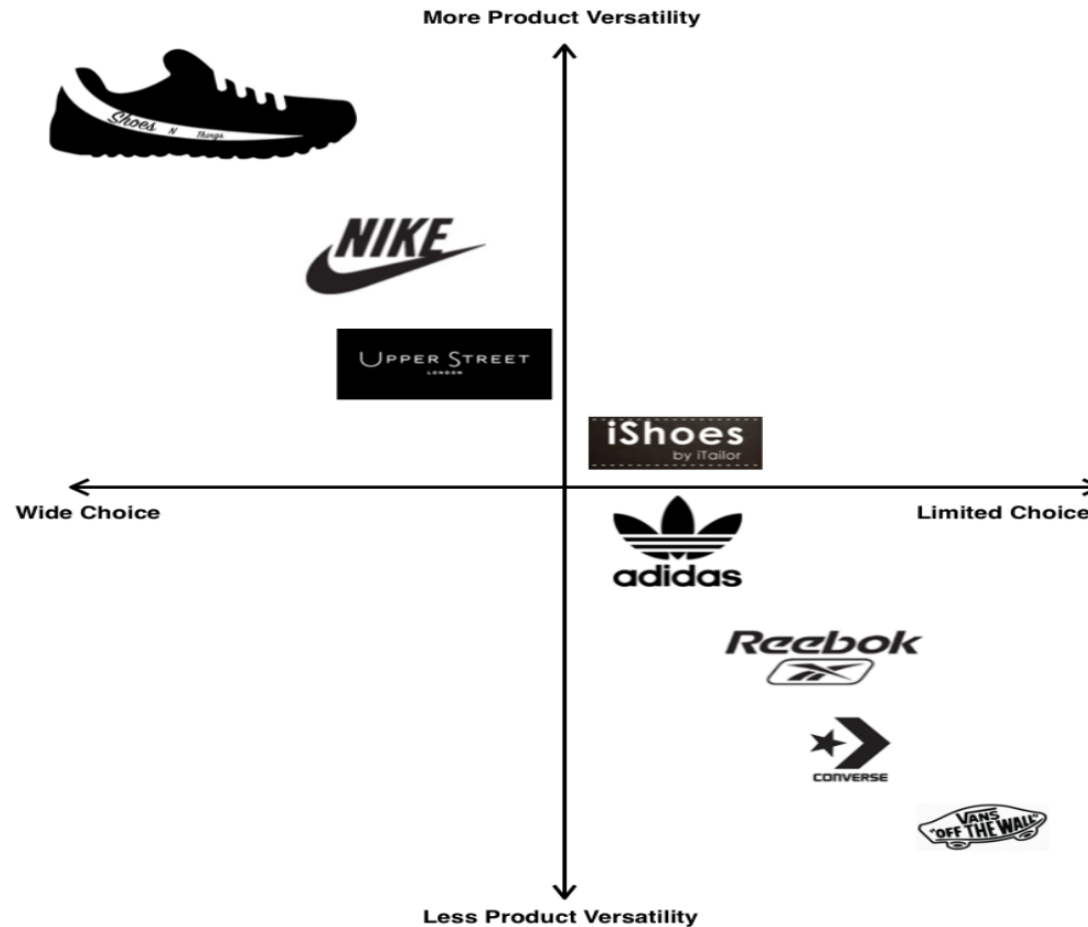 More Product Versatility
Shoes N Things
NIKE
UPPER STREET
LONDON
iShoes
by iTailor
Wide Choice
Limited Choice
adidas
Reebok
CONVERSE
VANS
"OFF THE WALL"
Less Product Versatility